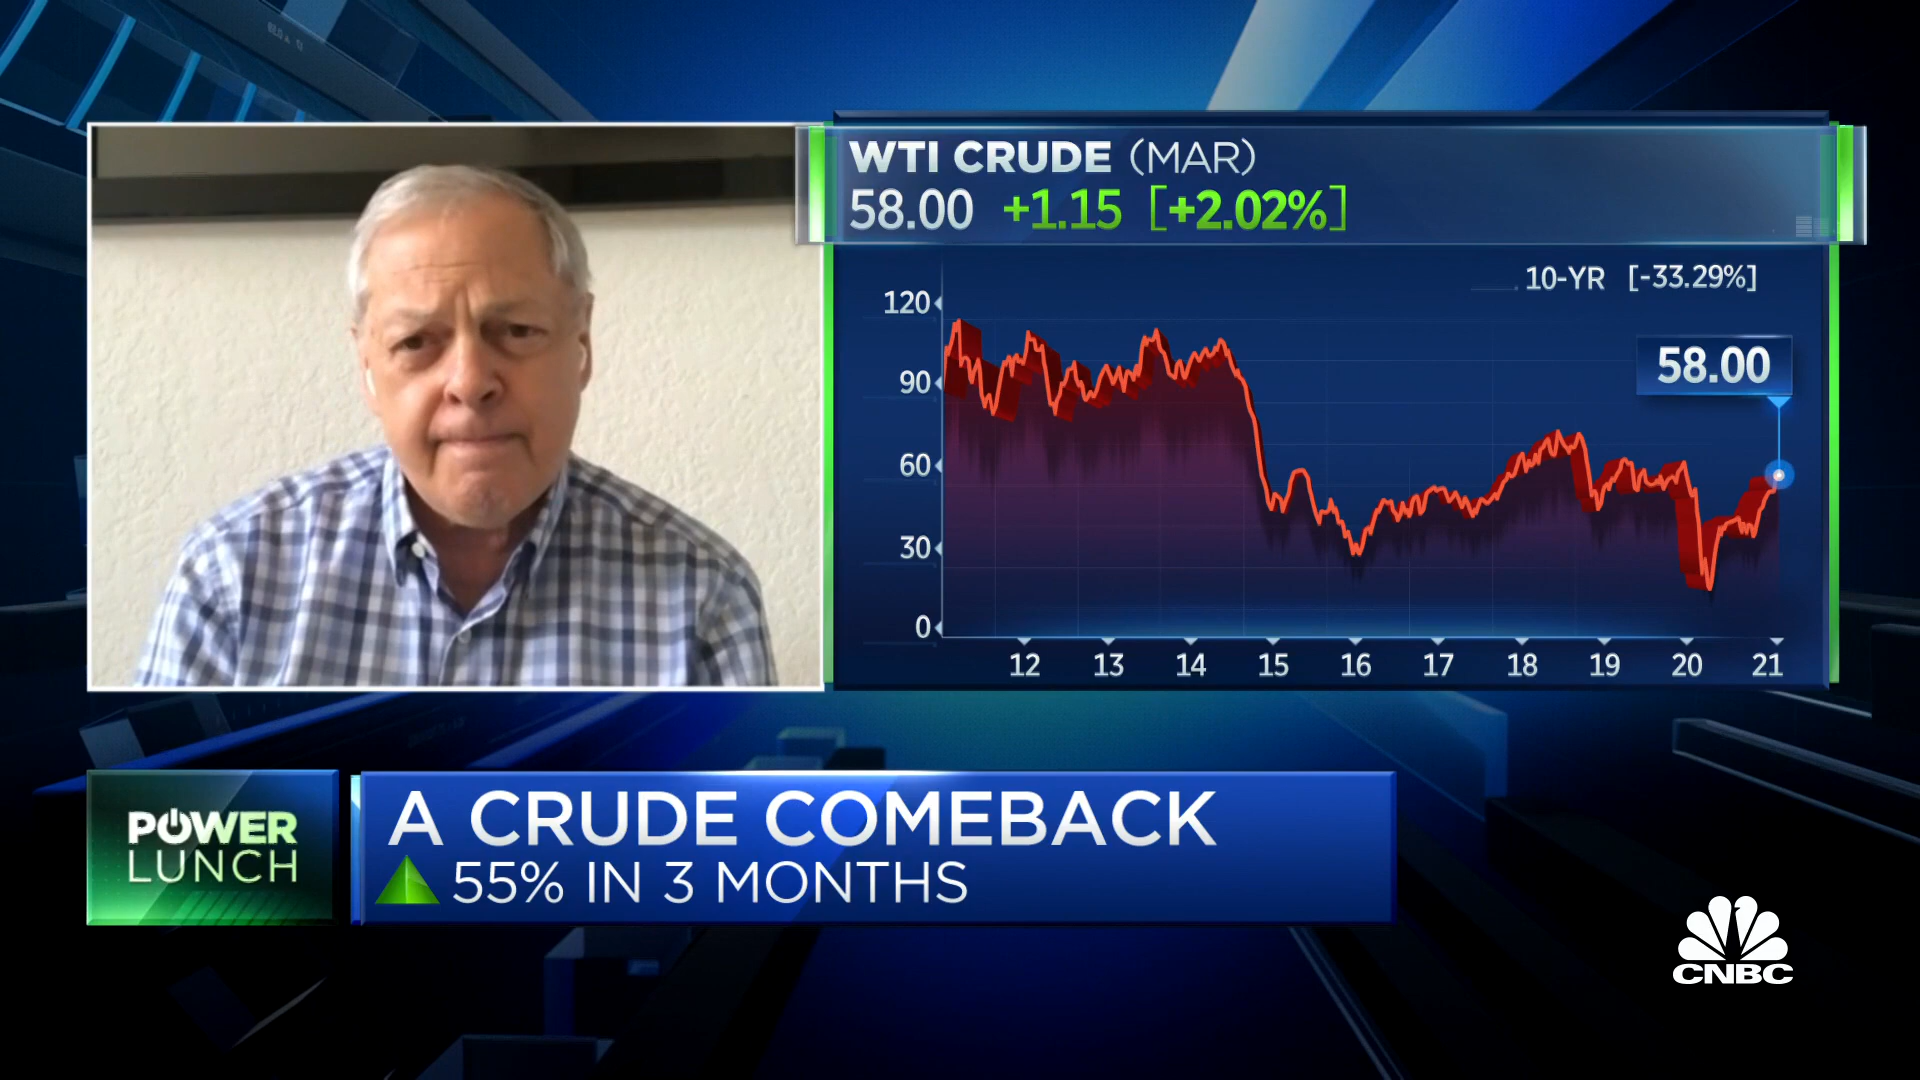 WTI CRUDE (MAR)
58.00 +1.15 [+2.02%]
10-YR [-33.29%]
120
90
60
30
0
58.00
12 13 14 15 16 17 18 19 20 21
POWER
LUNCH
A CRUDE COMEBACK
55% IN 3 MONTHS
CNBC